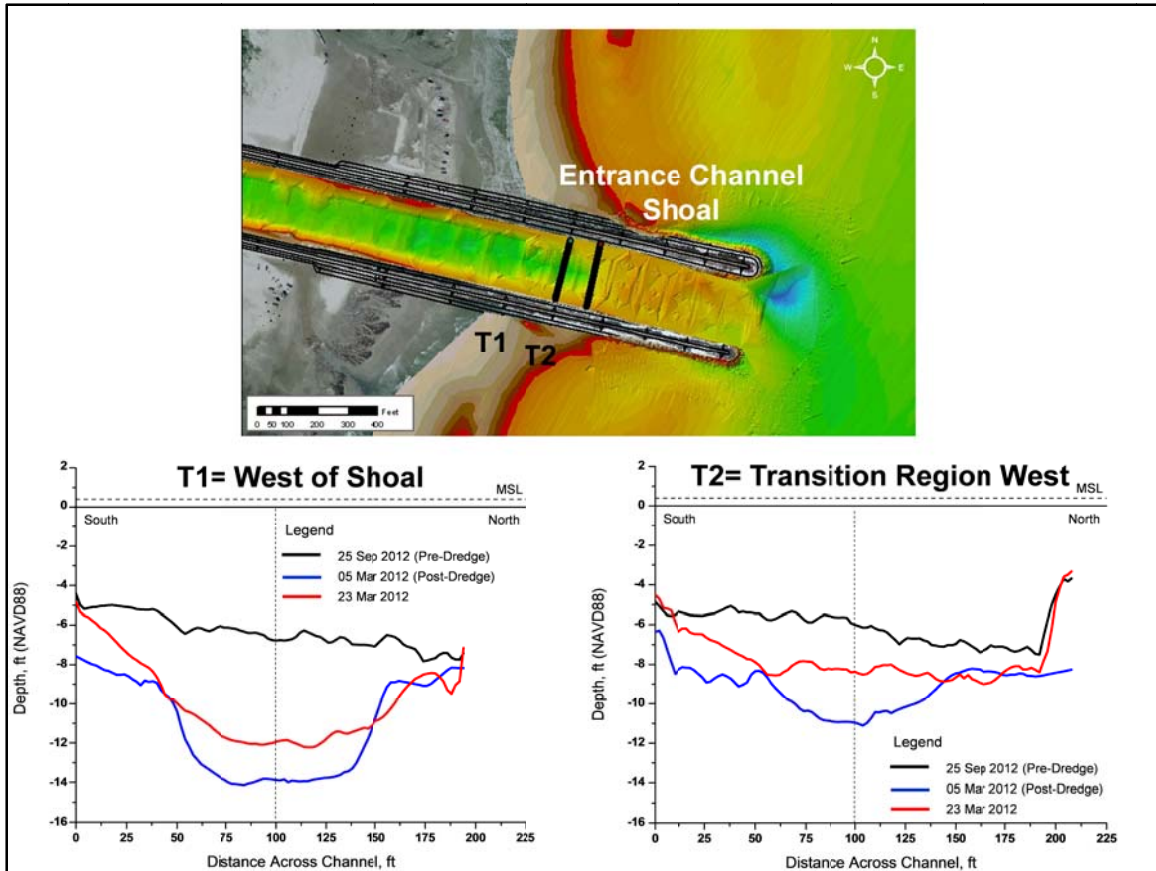 N
W E
S
Entrance Channel
Shoal
T1
T2
Feet
0 50 100 200 300 400
T1= West of Shoal
2
0
-2
-4
-6
-8
-10
-12
-14
-16
MSL
South North
Legend
25 Sep 2012 (Pre-Dredge)
05 Mar 2012 (Post-Dredge)
23 Mar 2012
Depth, ft (NAVD88)
0 25 50 75 100 125 150 175 200 225
Distance Across Channel, ft
T2= Transition Region West
2
0
-2
-4
-6
-8
-10
-12
-14
-16
MSL
South North
Depth, ft (NAVD88)
Legend
25 Sep 2012 (Pre-Dredge)
05 Mar 2012 (Post-Dredge)
23 Mar 2012
0 25 50 75 100 125 150 175 200 225
Distance Across Channel, ft